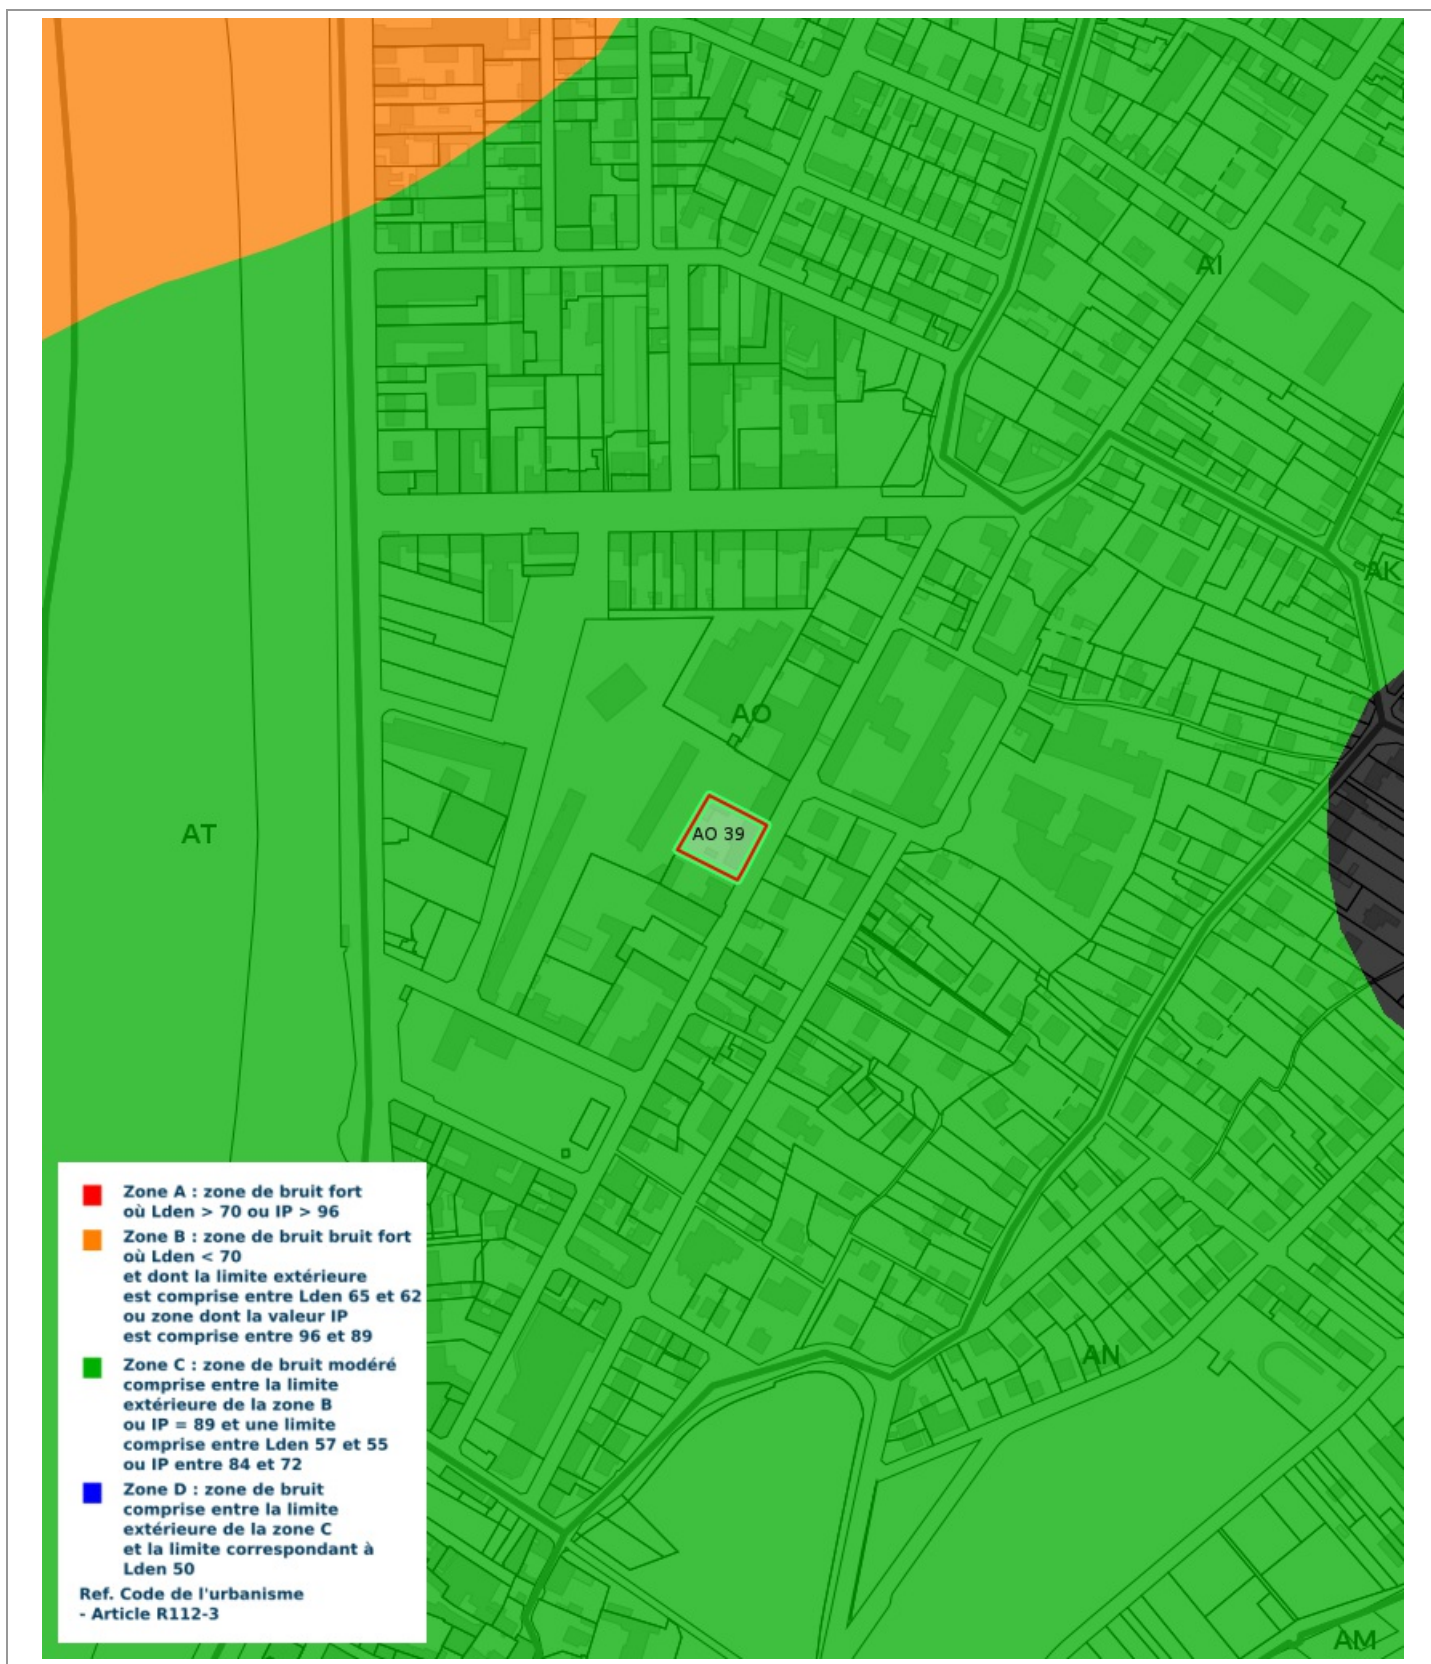 AI
AK
AO
AO 39
AT
Zone A : zone de bruit fort
où Lden > 70 ou IP > 96
Zone B : zone de bruit bruit fort
où Lden < 70
et dont la limite extérieure
est comprise entre Lden 65 et 62
ou zone dont la valeur IP
est comprise entre 96 et 89
Zone C : zone de bruit modéré
comprise entre la limite
extérieure de la zone B
ou IP = 89 et une limite
comprise entre Lden 57 et 55
ou IP entre 84 et 72
Zone D : zone de bruit
comprise entre la limite
extérieure de la zone C
et la limite correspondant à
Lden 50
Ref. Code de l'urbanisme
- Article R112-3
AN
AM